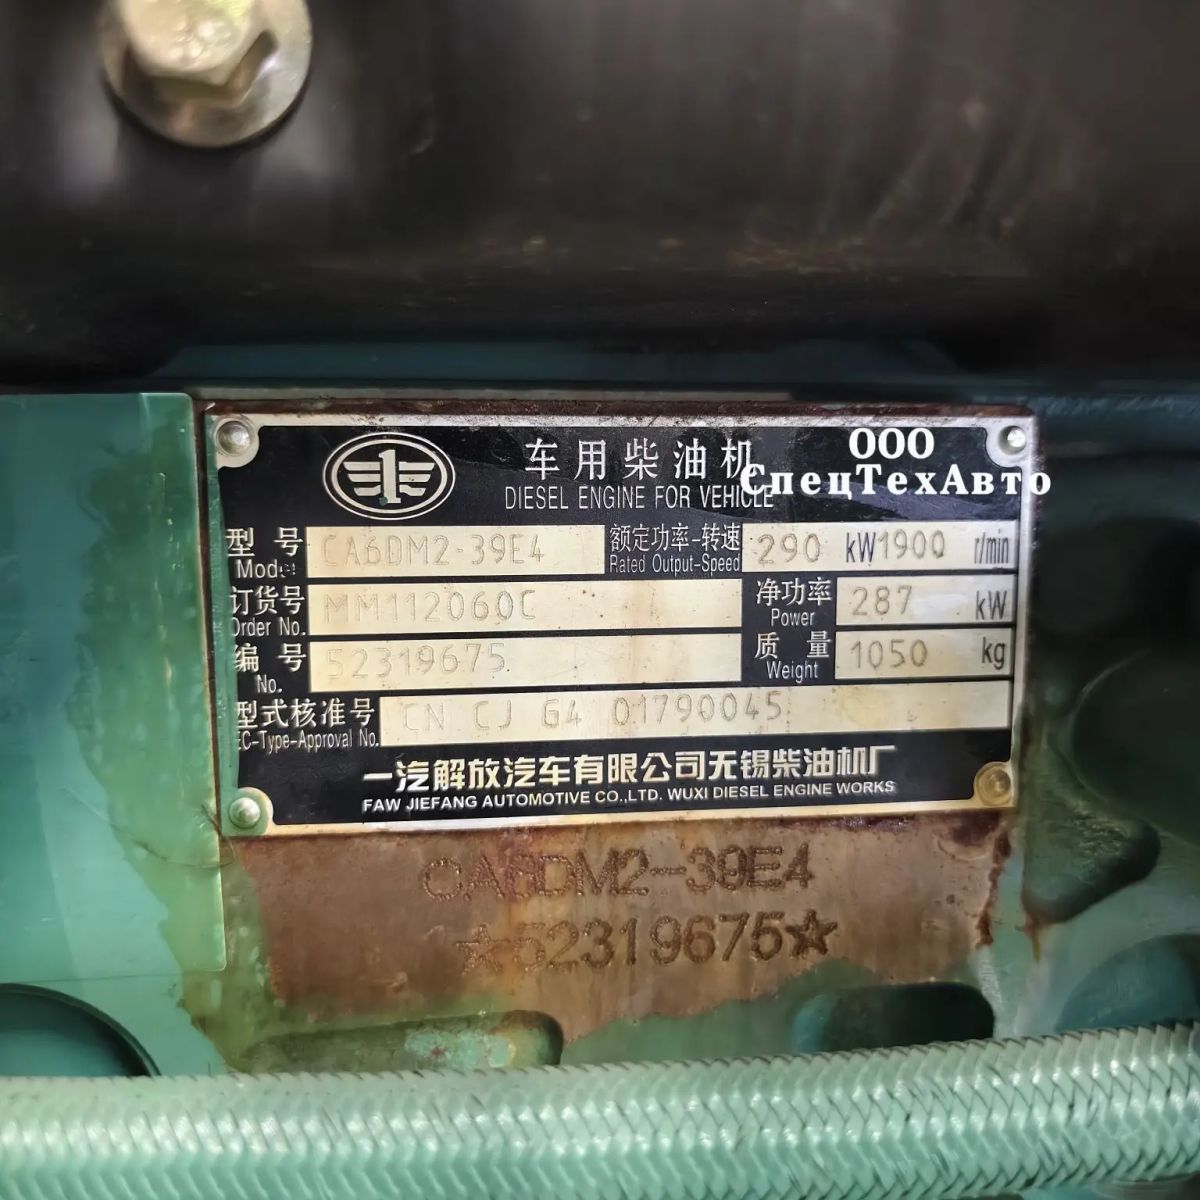 车用柴油机
DIESEL ENGINE FOR VEHICLE
ООО
СпецТехАвто
型号 CA6DM2-39E4 额定功率-转速 290 kW 1900 r/min
Model Rated Output-Speed
订货号 MM112060C 净功率 287 kW
Order No. Power
编号 52319675 质量 1050 kg
No. Weight
型式核准号 CN CJ G4 01790045
EC-Type-Approval No.
一汽解放汽车有限公司无锡柴油机厂
FAW JIEFANG AUTOMOTIVE CO.,LTD. WUXI DIESEL ENGINE WORKS
CA6DM2-39E4
☆52319675☆